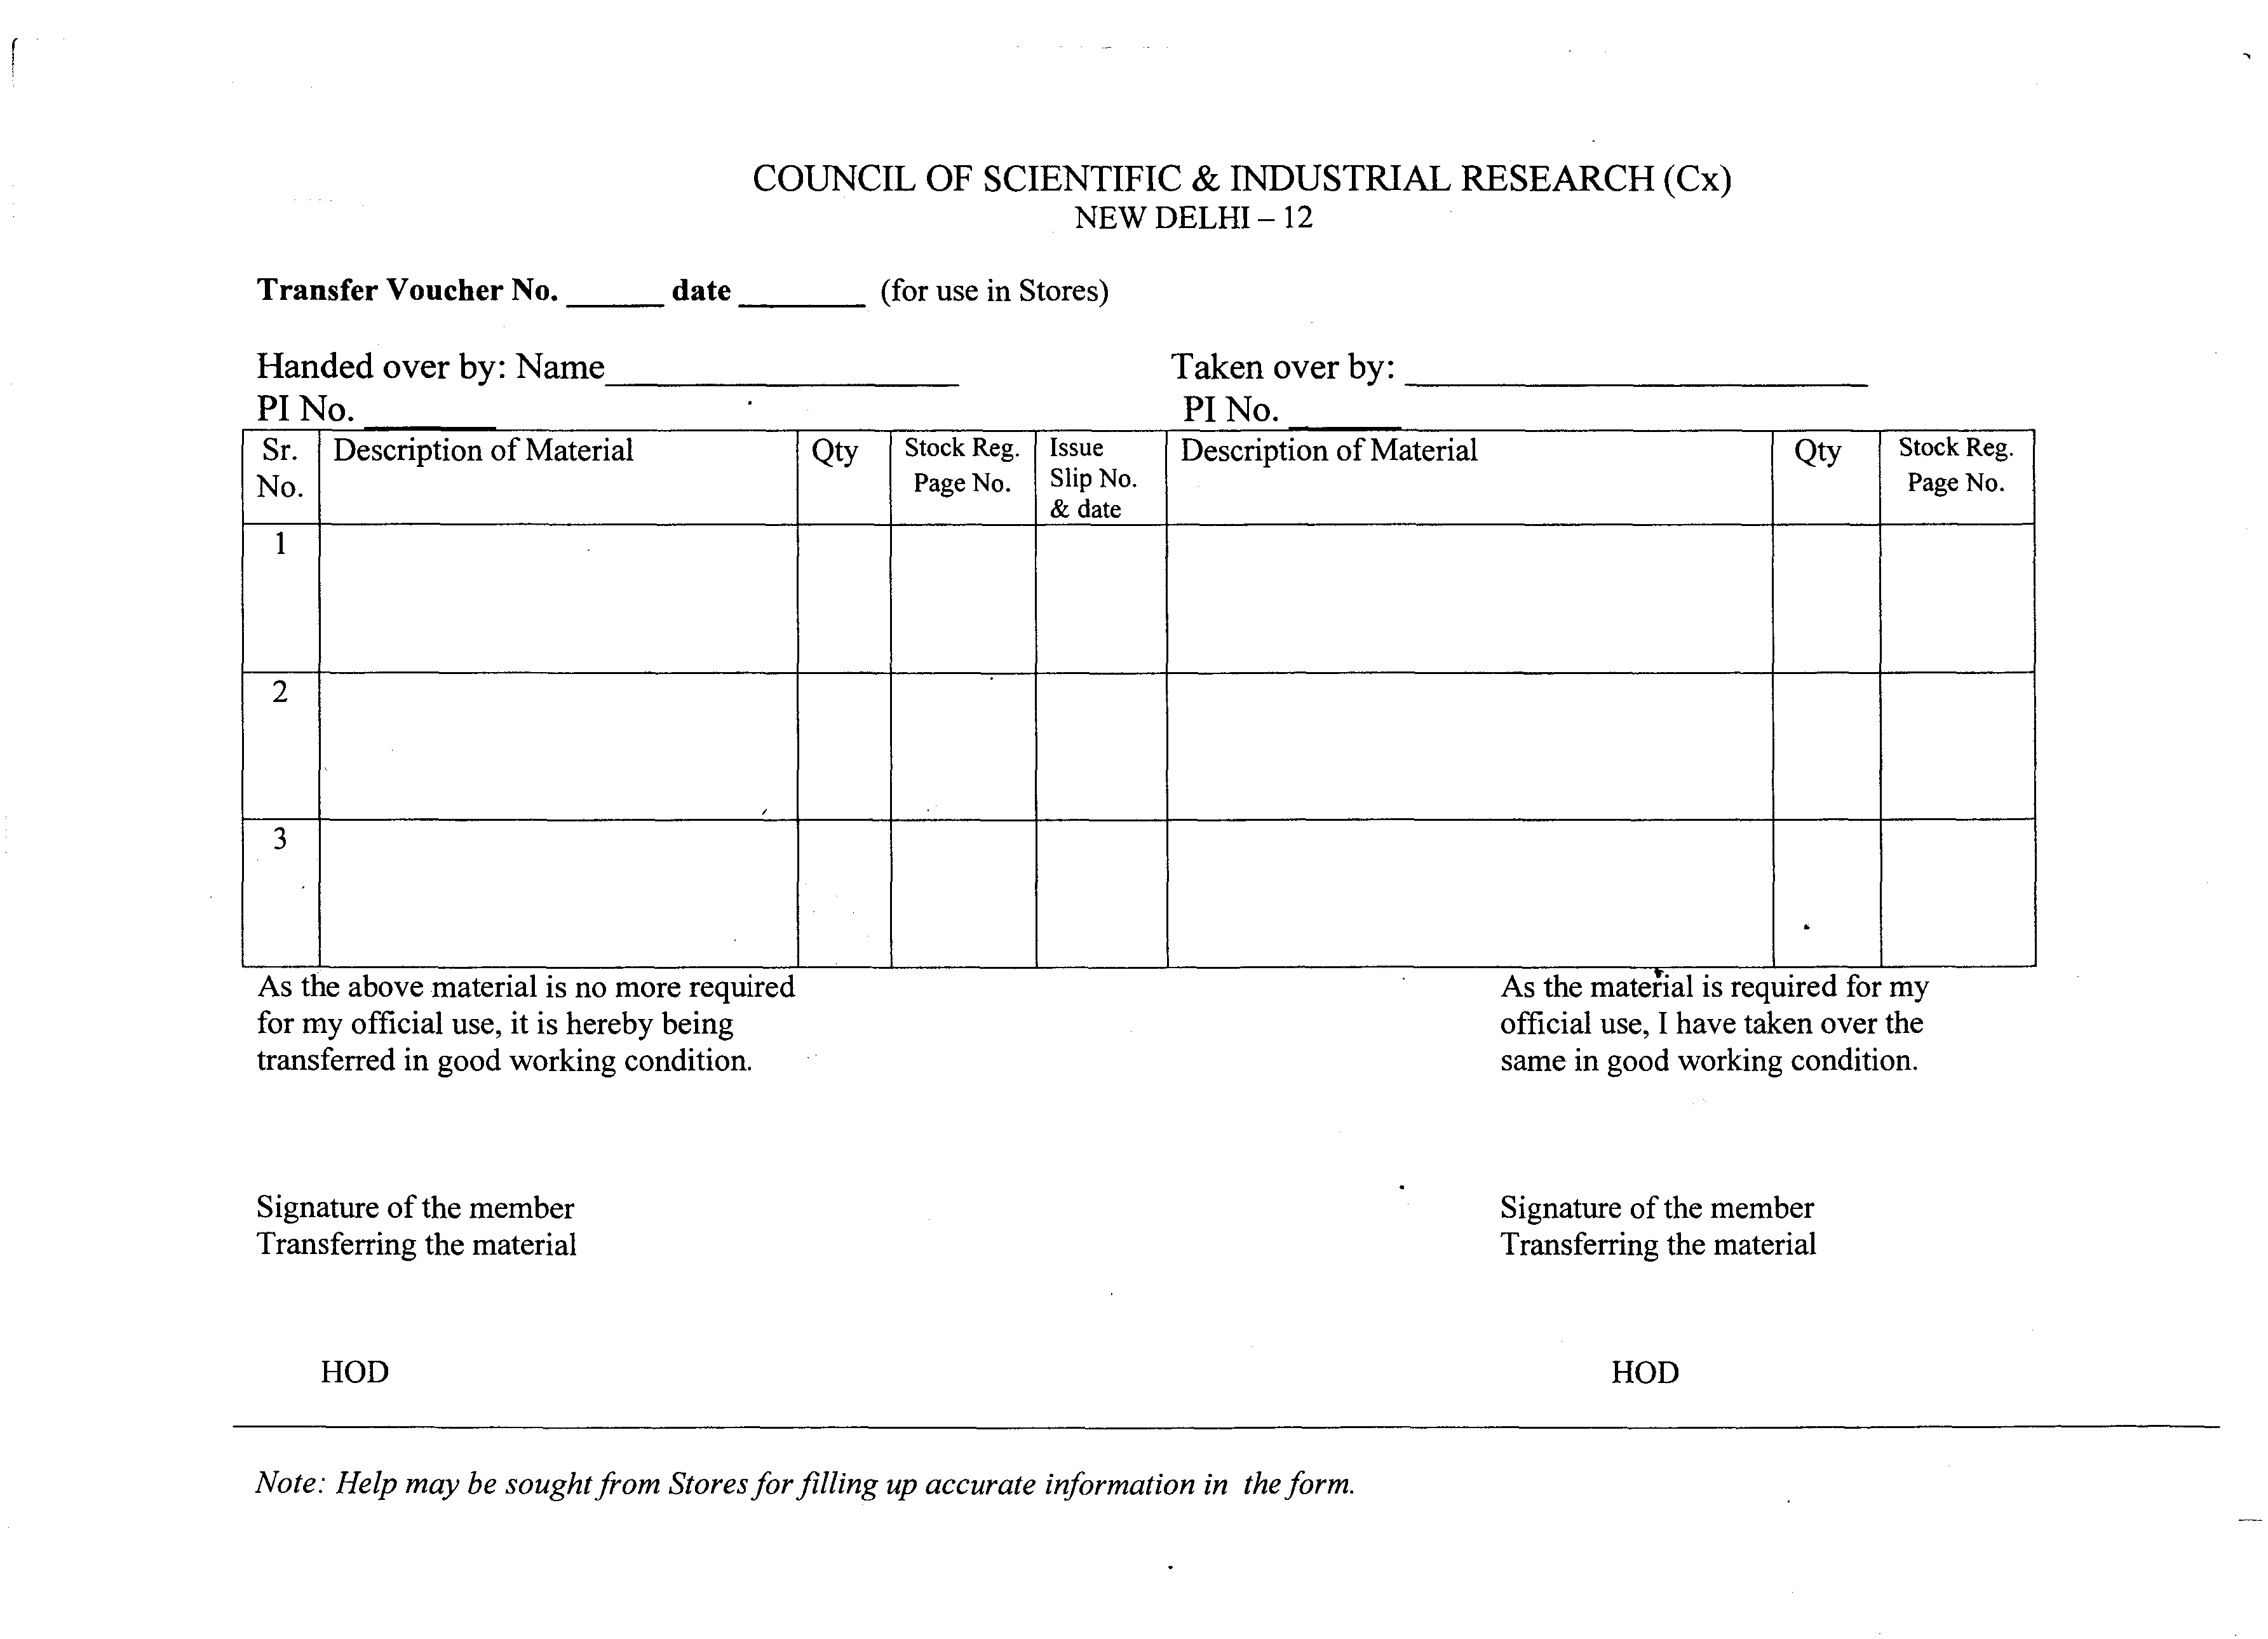 COUNCIL OF SCIENTIFIC & INDUSTRIAL RESEARCH (Cx)
NEW DELHI – 12
Transfer Voucher No. ______ date ________ (for use in Stores)
Handed over by: Name____________________ Taken over by: __________________________
PI No. ________ PI No. _______
Sr. No. Description of Material Qty Stock Reg. Page No. Issue Slip No. & date Description of Material Qty Stock Reg. Page No.
1
2
3
As the above material is no more required
for my official use, it is hereby being
transferred in good working condition.
As the material is required for my
official use, I have taken over the
same in good working condition.
Signature of the member
Transferring the material
Signature of the member
Transferring the material
HOD HOD
Note: Help may be sought from Stores for filling up accurate information in the form.